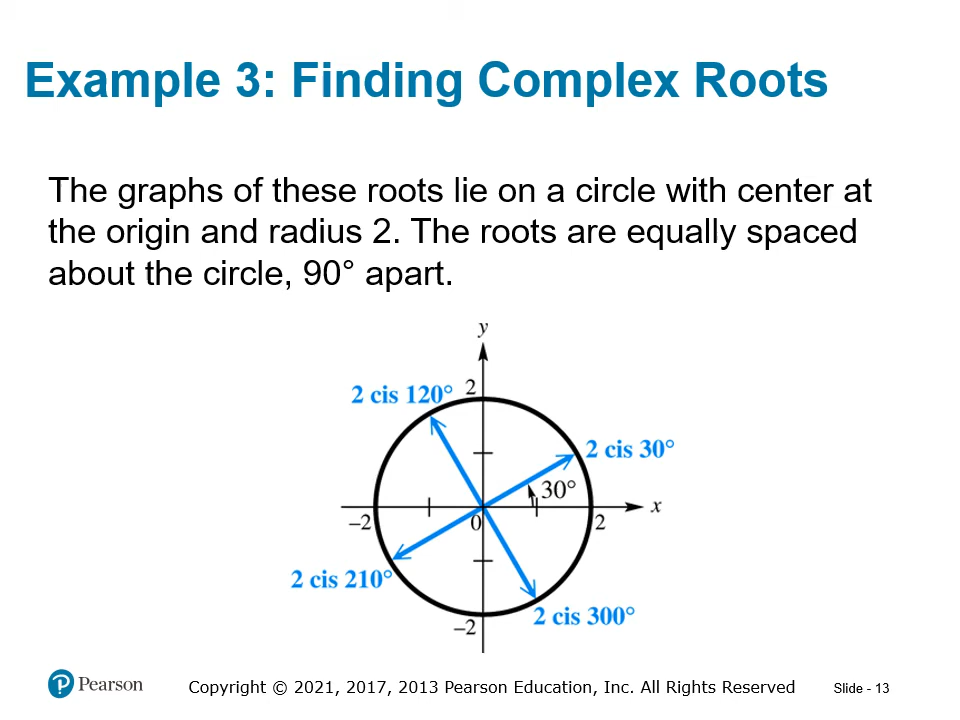 Example 3: Finding Complex Roots
The graphs of these roots lie on a circle with center at
the origin and radius 2. The roots are equally spaced
about the circle, 90° apart.
y
2 cis 120°
2
2 cis 30°
30°
x
–2
0
2
2 cis 210°
2 cis 300°
–2
Pearson
Copyright © 2021, 2017, 2013 Pearson Education, Inc. All Rights Reserved
Slide - 13